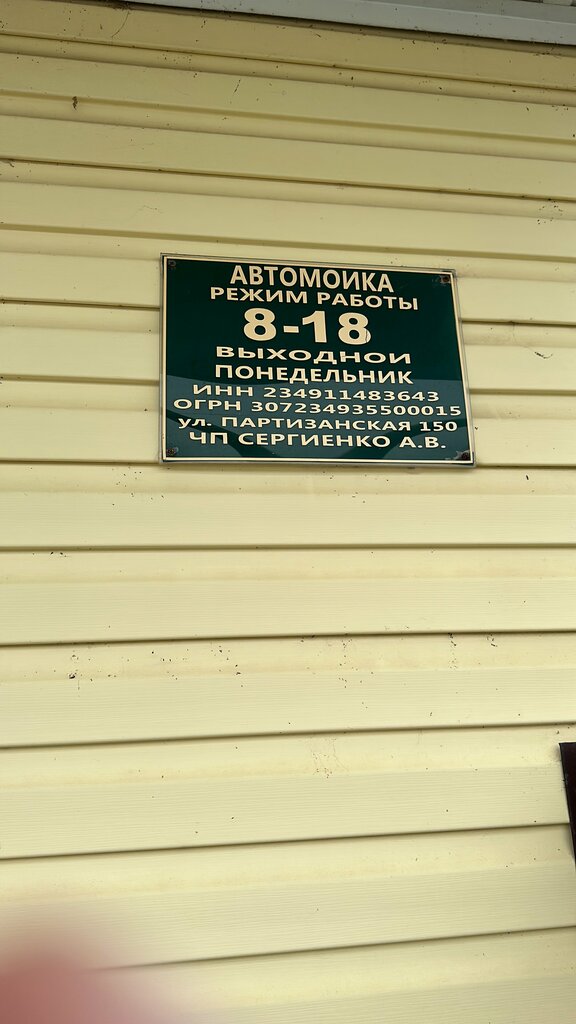 АВТОМОЙКА
РЕЖИМ РАБОТЫ
8-18
ВЫХОДНОЙ
ПОНЕДЕЛЬНИК
ИНН 234911483643
ОГРН 307234935500015
УЛ. ПАРТИЗАНСКАЯ 150
ЧП СЕРГИЕНКО А.В.